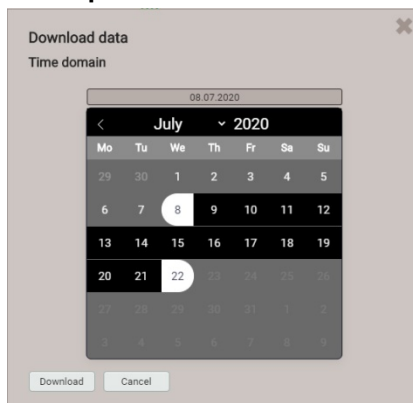 Download data
Time domain
08.07.2020
July 2020
Mo Tu We Th Fr Sa Su
29 30 1 2 3 4 5
6 7 8 9 10 11 12
13 14 15 16 17 18 19
20 21 22 23 24 25 26
27 28 29 30 31 1 2
3 4 5 6 7 8 9
Download Cancel